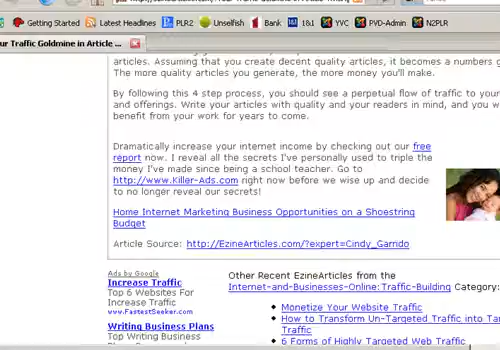 Getting Started
Latest Headlines
PLR2
Unselfish
Bank
101
YVC
PVD-Admin
N2PLR
ur Traffic Goldmine in Article ...
articles. Assuming that you create decent quality articles, it becomes a numbers g
The more quality articles you generate, the more money you'll make.
By following this 4 step process, you should see a perpetual flow of traffic to your
and offerings. Write your articles with quality and your readers in mind, and you w
benefit from your work for years to come.
Dramatically increase your internet income by checking out our free
report now. I reveal all the secrets I've personally used to triple the
money I've made since being a school teacher. Go to
http://www.Killer-Ads.com right now before we wise up and decide
to no longer reveal our secrets!
Home Internet Marketing Business Opportunities on a Shoestring
Budget
Article Source: http://EzineArticles.com/?expert=Cindy_Garrido
Ads by Google
Increase Traffic
Top 6 Websites For
Increase Traffic
www.FastestSeeker.com
Writing Business Plans
Top Writing Business
Other Recent EzineArticles from the
Internet-and-Businesses-Online:Traffic-Building Category:
Monetize Your Website Traffic
How to Transform Un-Targeted Traffic into Tar
Traffic
6 Forms of Highly Targeted Web Traffic